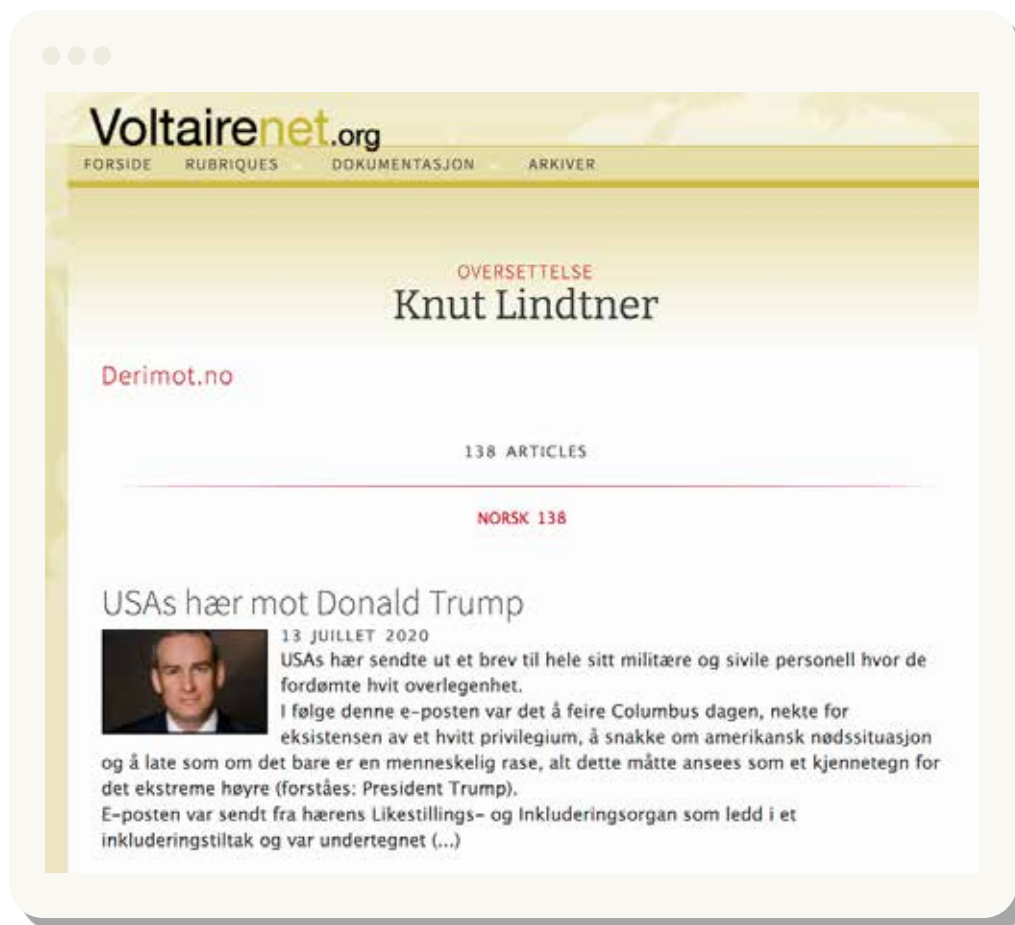 Voltairenet.org
FORSIDE RUBRIQUES DOKUMENTASJON ARKIVER
OVERSETTELSE
Knut Lindtner
Derimot.no
138 ARTICLES
NORSK 138
USAs hær mot Donald Trump
13 JUILLET 2020
USAs hær sendte ut et brev til hele sitt militære og sivile personell hvor de
fordømte hvit overlegenhet.
I følge denne e-posten var det å feire Columbus dagen, nekte for
eksistensen av et hvitt privilegium, å snakke om amerikansk nødssituasjon
og å late som om det bare er en menneskelig rase, alt dette måtte ansees som et kjennetegn for
det ekstreme høyre (forståes: President Trump).
E-posten var sendt fra hærens Likestillings- og Inkluderingsorgan som ledd i et
inkluderingstiltak og var undertegnet (...)